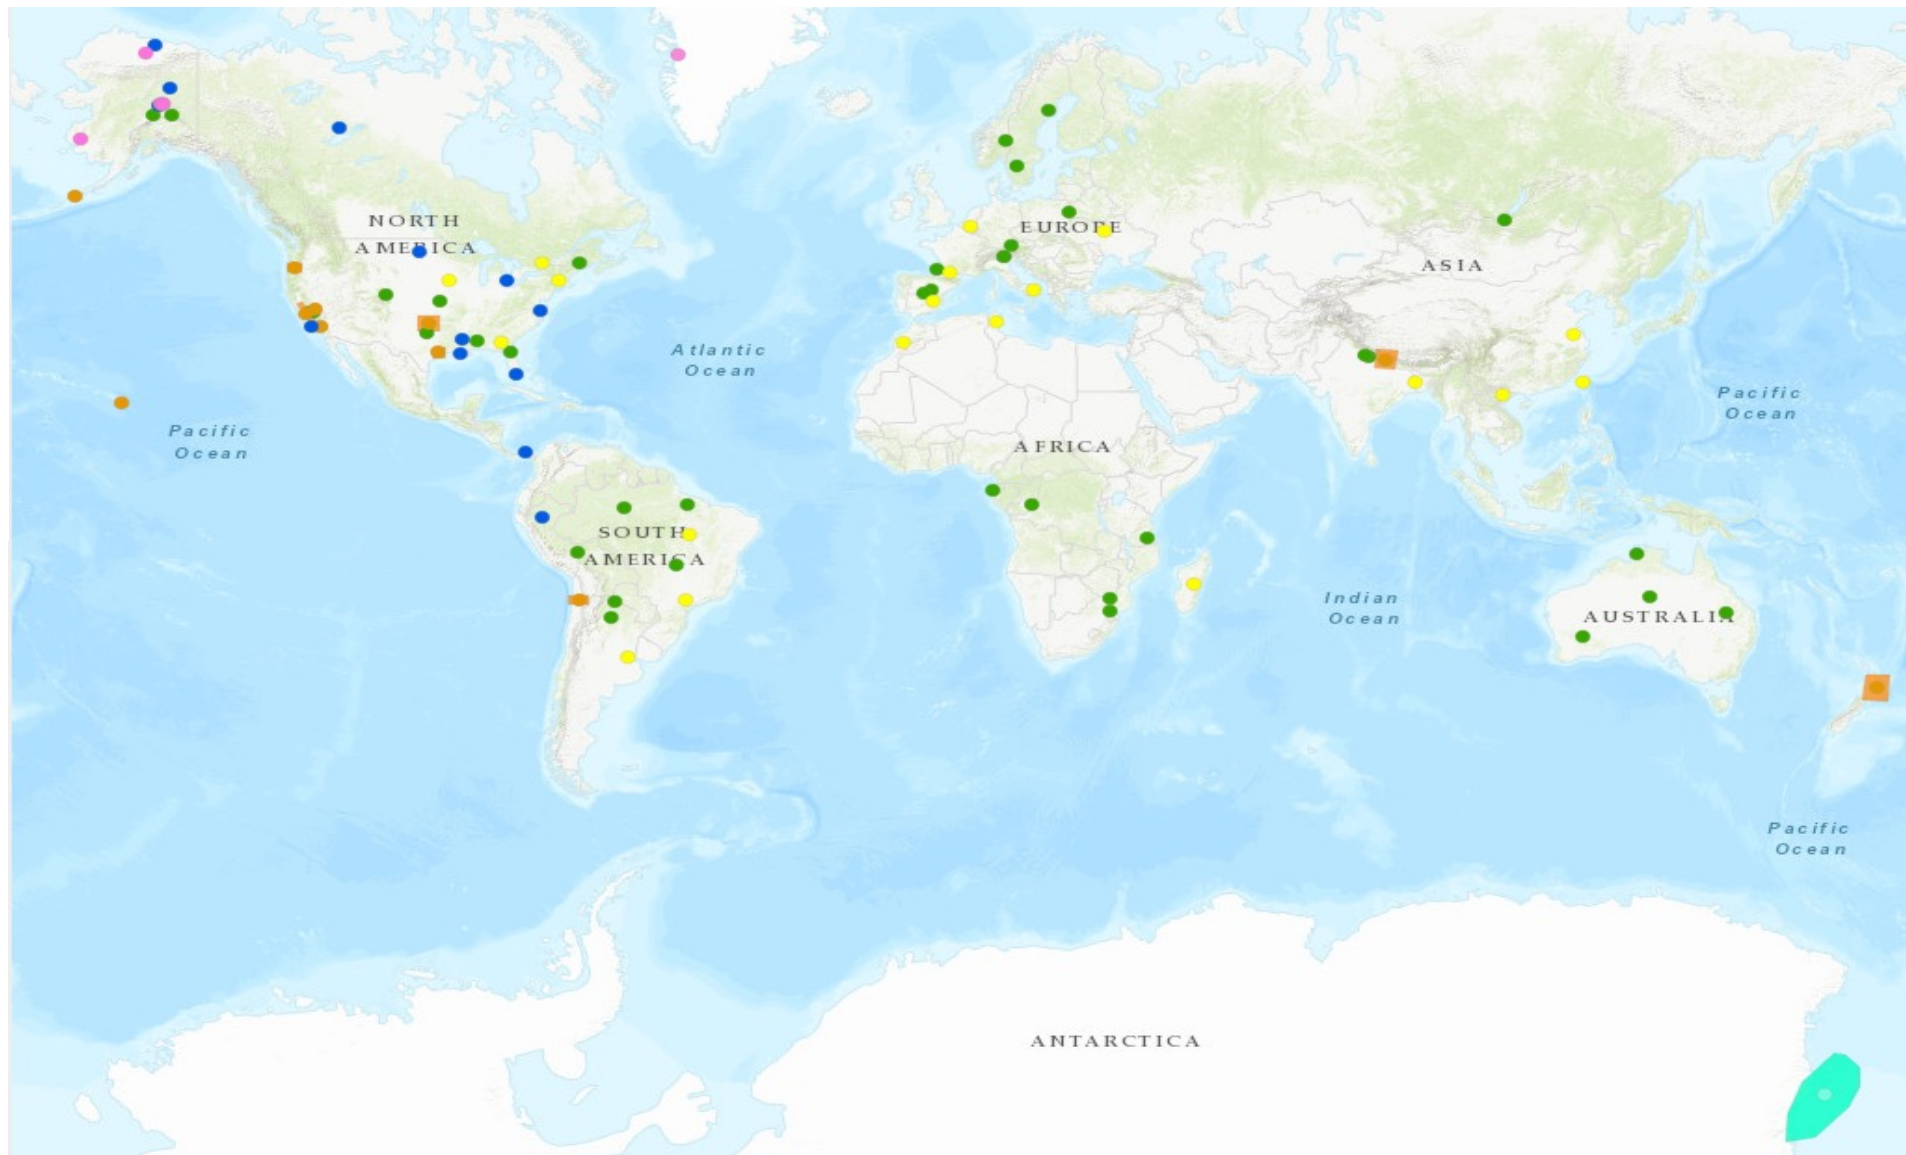 NORTH
AMERICA
EUROPE
ASIA
Atlantic
Ocean
Pacific
Ocean
Pacific
Ocean
AFRICA
SOUTH
AMERICA
Indian
Ocean
AUSTRALIA
Pacific
Ocean
ANTARCTICA